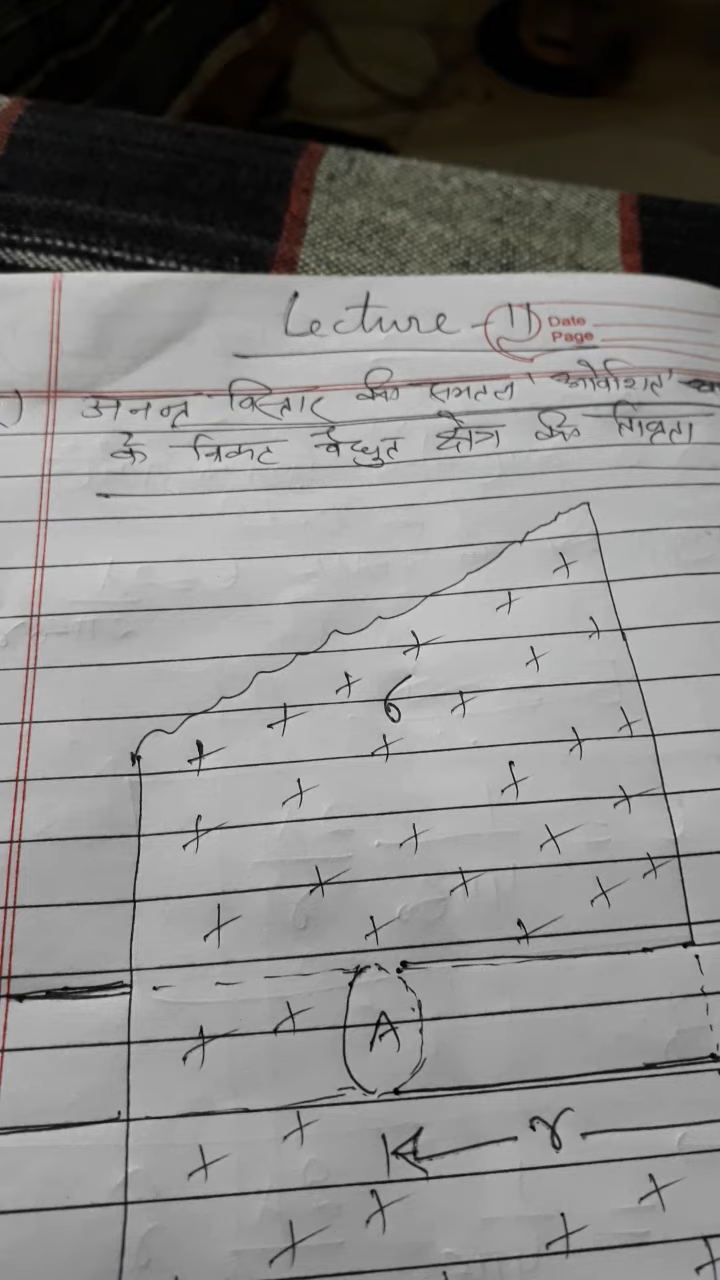 Lecture - 11
Date
Page
अनन्त विस्तार की समतल आवेशित
के निकट वैद्युत क्षेत्र की तीव्रता
+ + + + + + σ + + + + + + + + + + + + + + + + + +
A
+ +
r
+ + + + + +